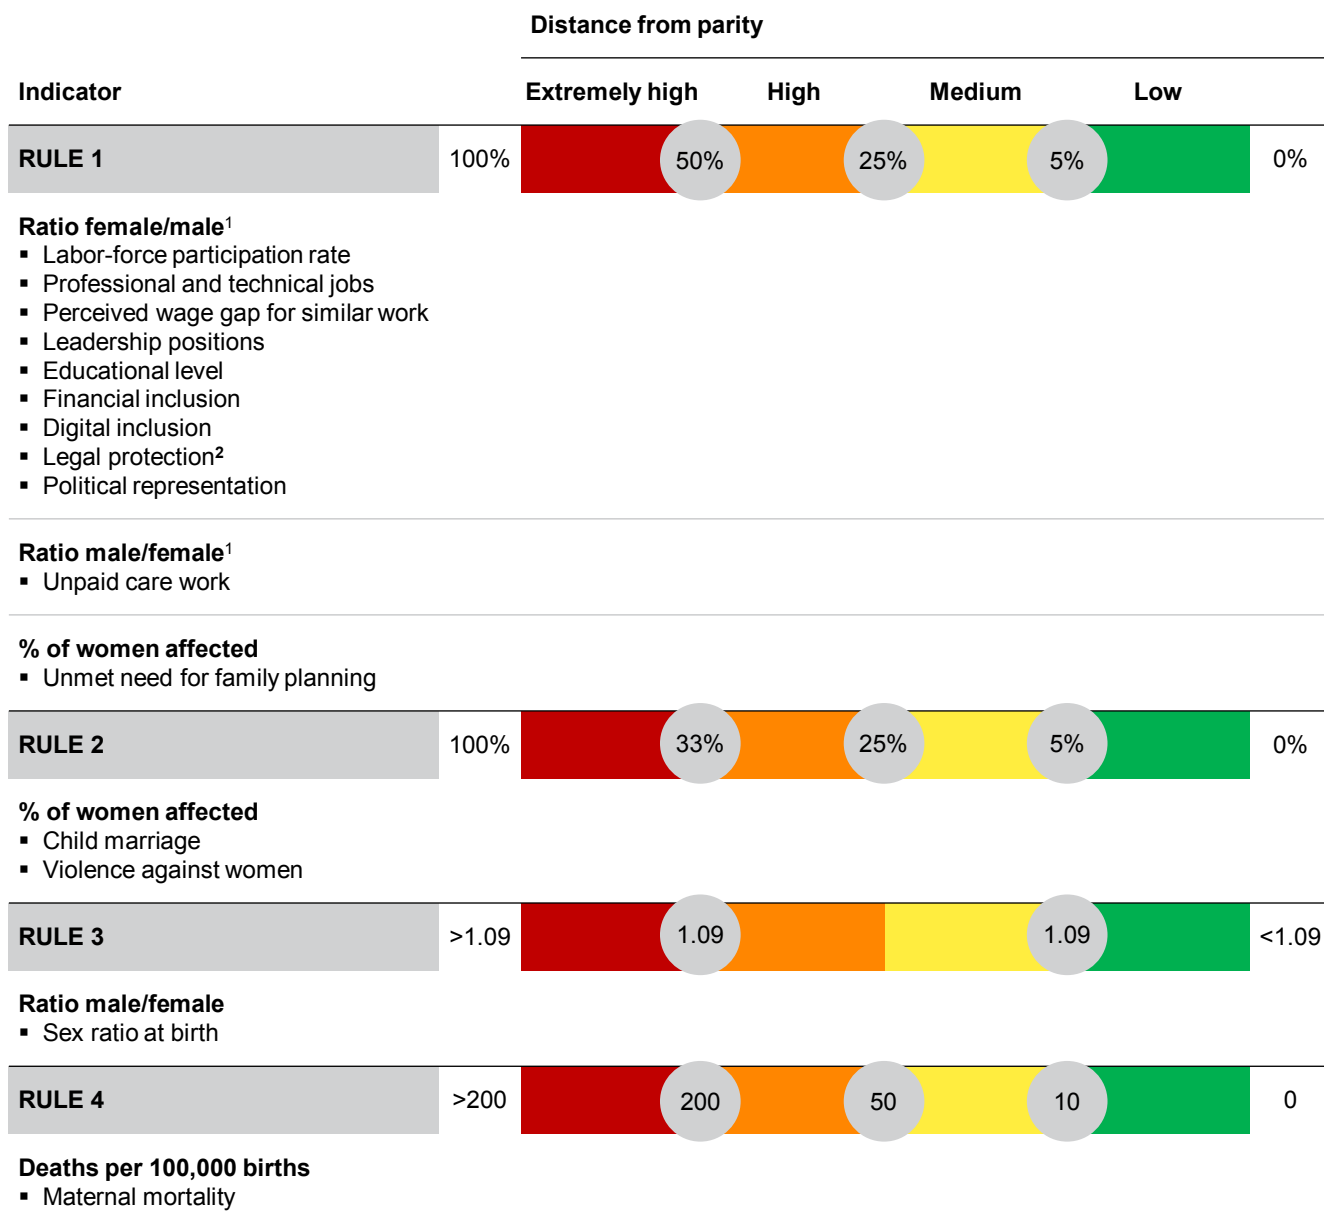 Distance from parity
Indicator Extremely high High Medium Low
RULE 1 100% 50% 25% 5% 0%
Ratio female/male¹
▪ Labor-force participation rate
▪ Professional and technical jobs
▪ Perceived wage gap for similar work
▪ Leadership positions
▪ Educational level
▪ Financial inclusion
▪ Digital inclusion
▪ Legal protection²
▪ Political representation
Ratio male/female¹
▪ Unpaid care work
% of women affected
▪ Unmet need for family planning
RULE 2 100% 33% 25% 5% 0%
% of women affected
▪ Child marriage
▪ Violence against women
RULE 3 >1.09 1.09 1.09 <1.09
Ratio male/female
▪ Sex ratio at birth
RULE 4 >200 200 50 10 0
Deaths per 100,000 births
▪ Maternal mortality